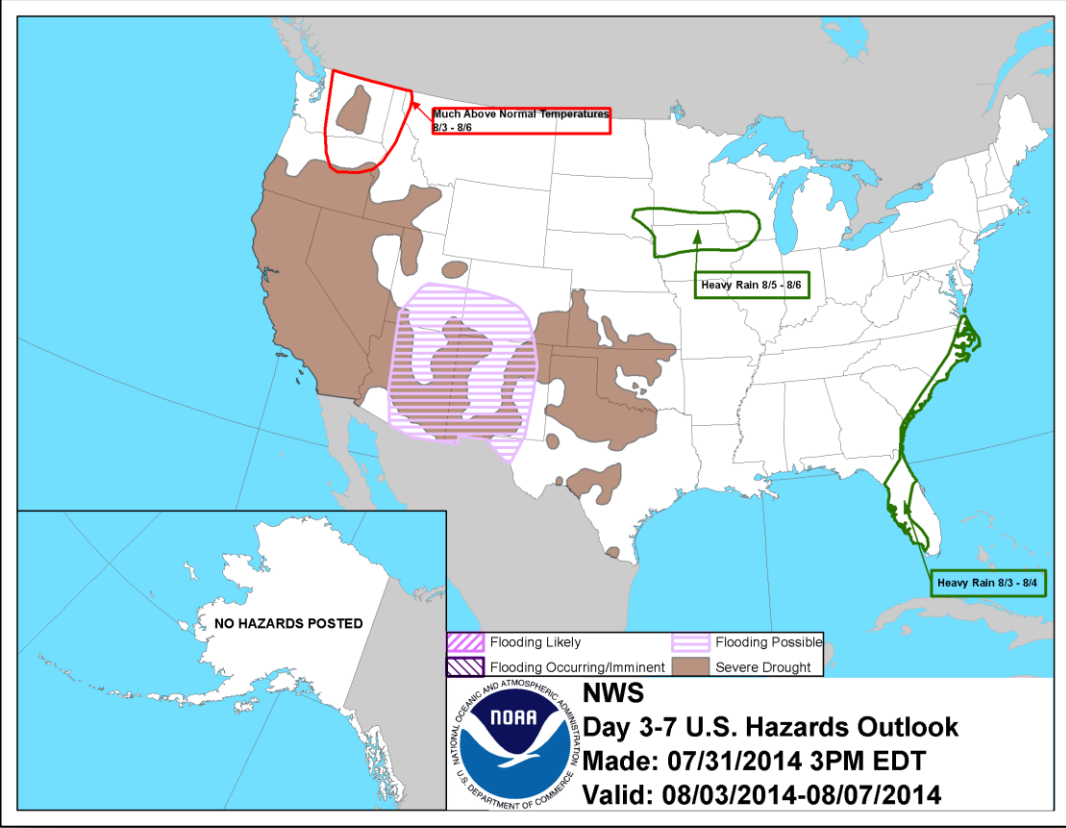 Much Above Normal Temperatures
8/3 - 8/6
Heavy Rain 8/5 - 8/6
Heavy Rain 8/3 - 8/4
NO HAZARDS POSTED
Flooding Likely
Flooding Possible
Flooding Occurring/Imminent
Severe Drought
NATIONAL OCEANIC AND ATMOSPHERIC ADMINISTRATION
NOAA
U.S. DEPARTMENT OF COMMERCE
NWS
Day 3-7 U.S. Hazards Outlook
Made: 07/31/2014 3PM EDT
Valid: 08/03/2014-08/07/2014